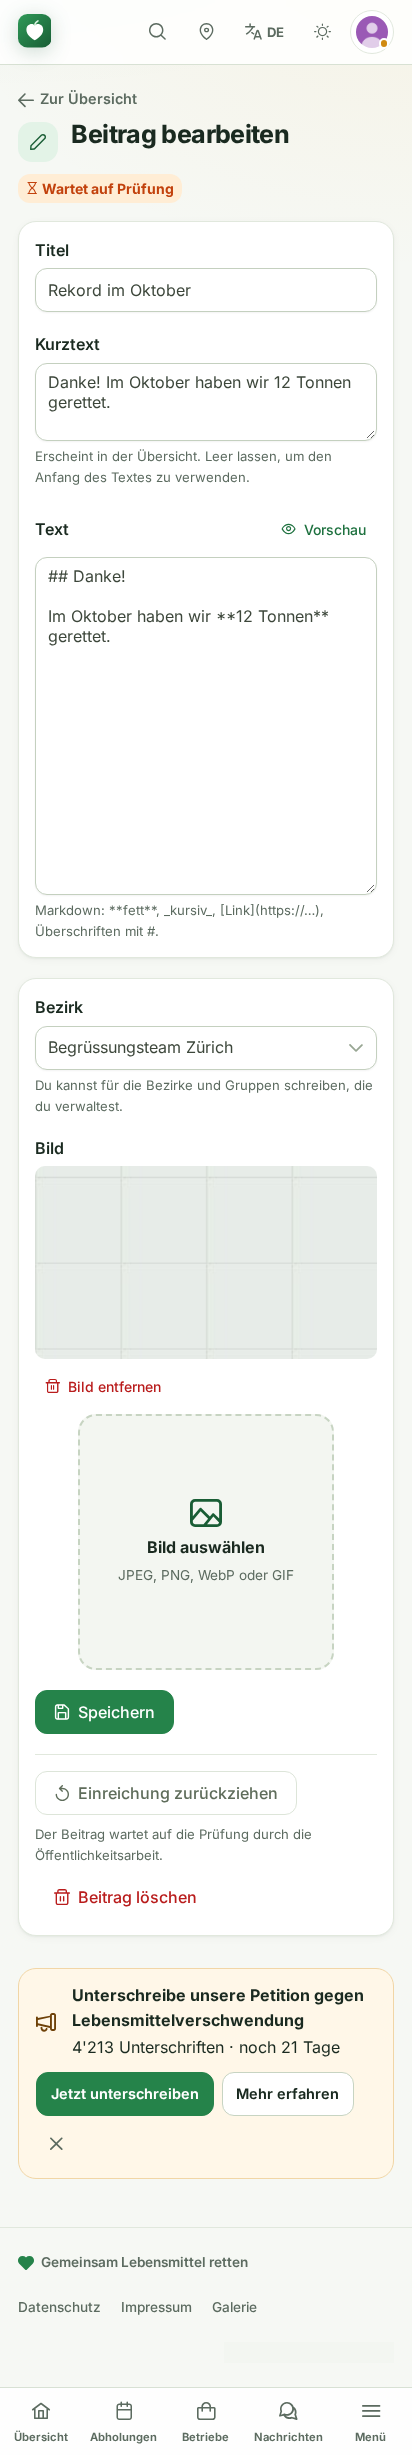 DE
Zur Übersicht
Beitrag bearbeiten
Wartet auf Prüfung
Titel
Rekord im Oktober
Kurztext
Danke! Im Oktober haben wir 12 Tonnen
gerettet.
Erscheint in der Übersicht. Leer lassen, um den
Anfang des Textes zu verwenden.
Text
Vorschau
## Danke!
Im Oktober haben wir **12 Tonnen**
gerettet.
Markdown: **fett**, _kursiv_, [Link](https://…),
Überschriften mit #.
Bezirk
Begrüssungsteam Zürich
Du kannst für die Bezirke und Gruppen schreiben, die
du verwaltest.
Bild
Bild entfernen
Bild auswählen
JPEG, PNG, WebP oder GIF
Speichern
Einreichung zurückziehen
Der Beitrag wartet auf die Prüfung durch die
Öffentlichkeitsarbeit.
Beitrag löschen
Unterschreibe unsere Petition gegen
Lebensmittelverschwendung
4'213 Unterschriften · noch 21 Tage
Jetzt unterschreiben
Mehr erfahren
Gemeinsam Lebensmittel retten
Datenschutz Impressum Galerie
Übersicht Abholungen Betriebe Nachrichten Menü